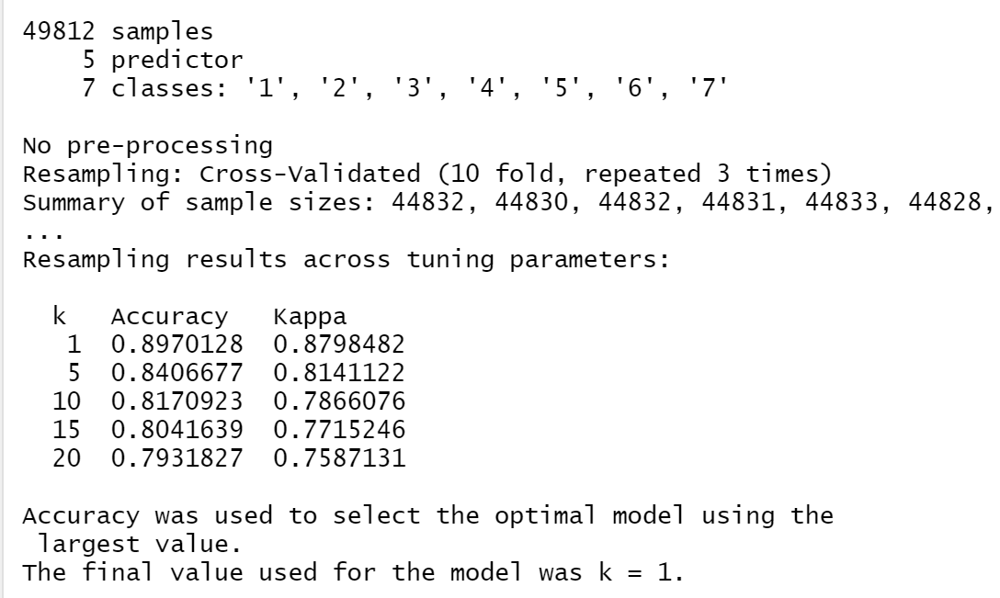 49812 samples
    5 predictor
    7 classes: '1', '2', '3', '4', '5', '6', '7'

No pre-processing
Resampling: Cross-Validated (10 fold, repeated 3 times)
Summary of sample sizes: 44832, 44830, 44832, 44831, 44833, 44828,
...
Resampling results across tuning parameters:

  k   Accuracy   Kappa
   1  0.8970128  0.8798482
   5  0.8406677  0.8141122
  10  0.8170923  0.7866076
  15  0.8041639  0.7715246
  20  0.7931827  0.7587131

Accuracy was used to select the optimal model using the
 largest value.
The final value used for the model was k = 1.